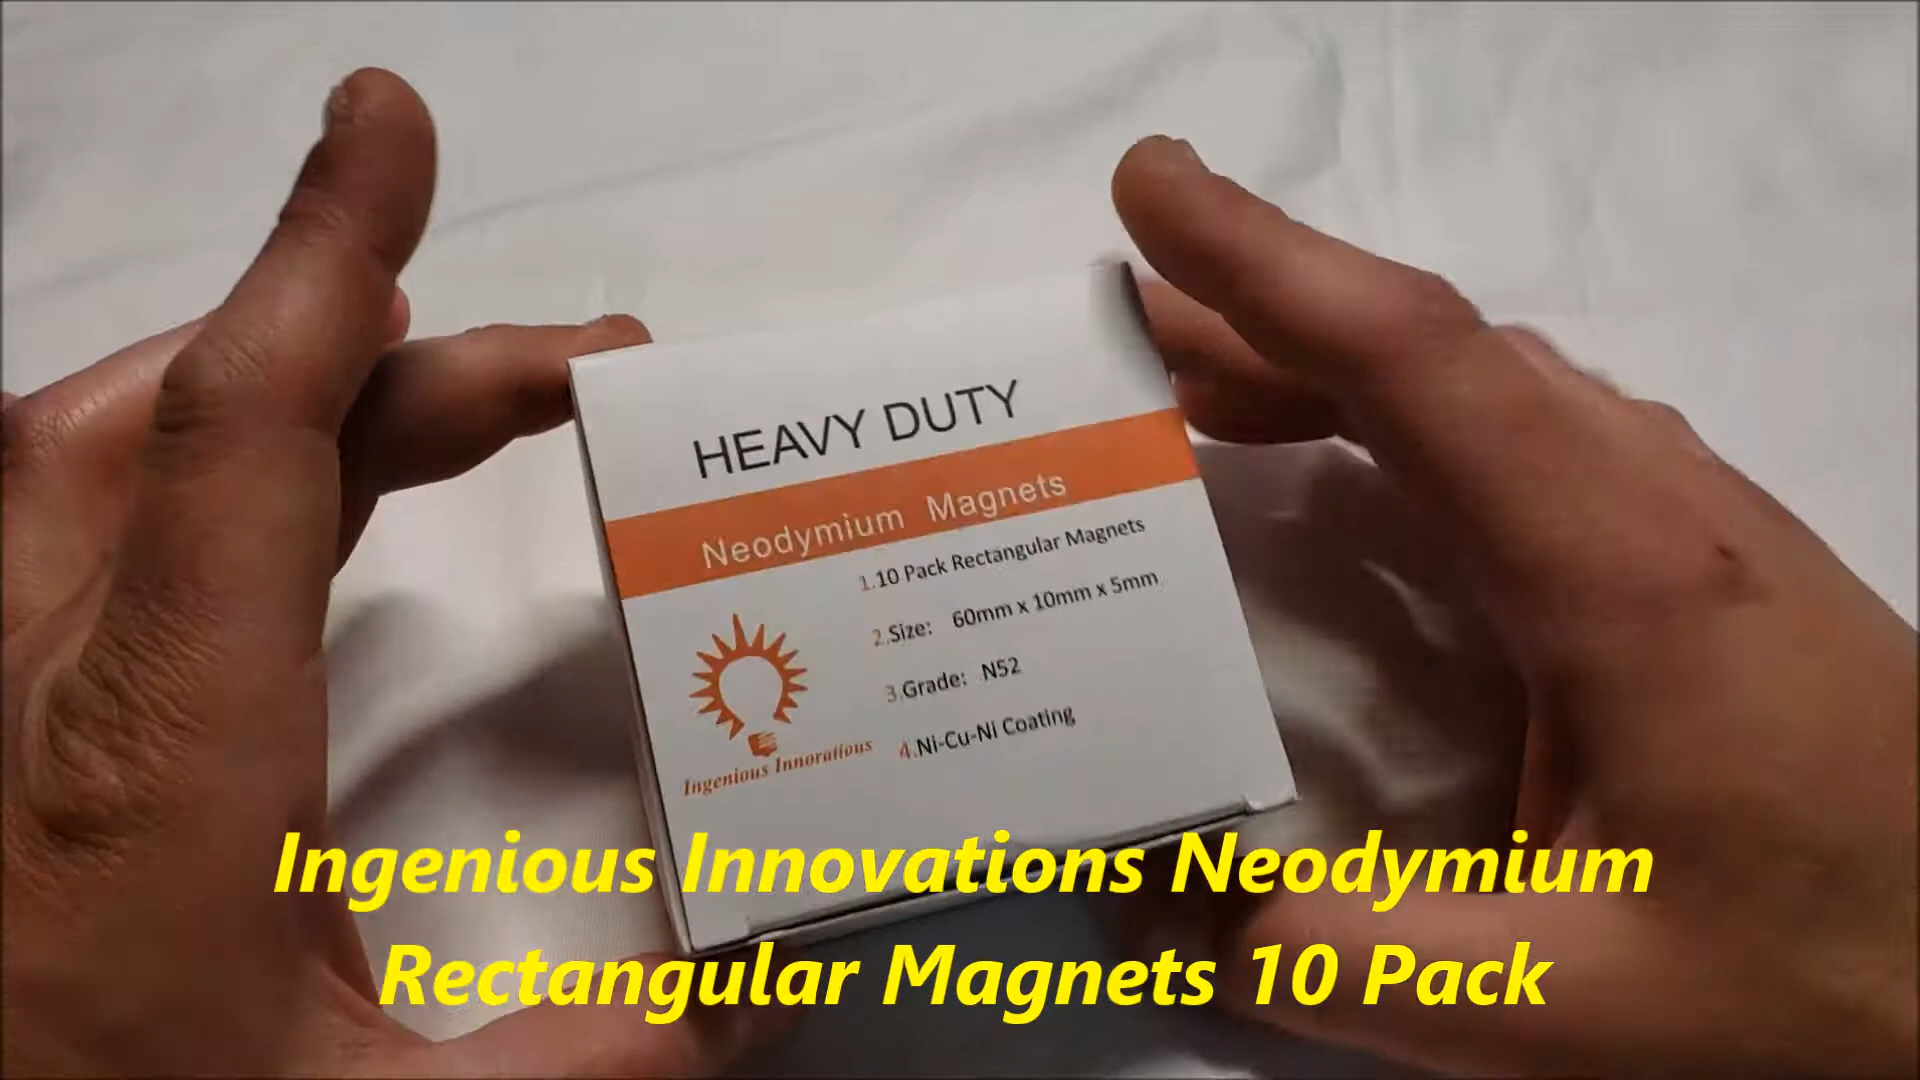 HEAVY DUTY
Neodymium Magnets
1.10 Pack Rectangular Magnets
2.Size: 60mm x 10mm x 5mm
3.Grade: N52
4.Ni-Cu-Ni Coating
Ingenious Innorations
Ingenious Innovations Neodymium
Rectangular Magnets 10 Pack